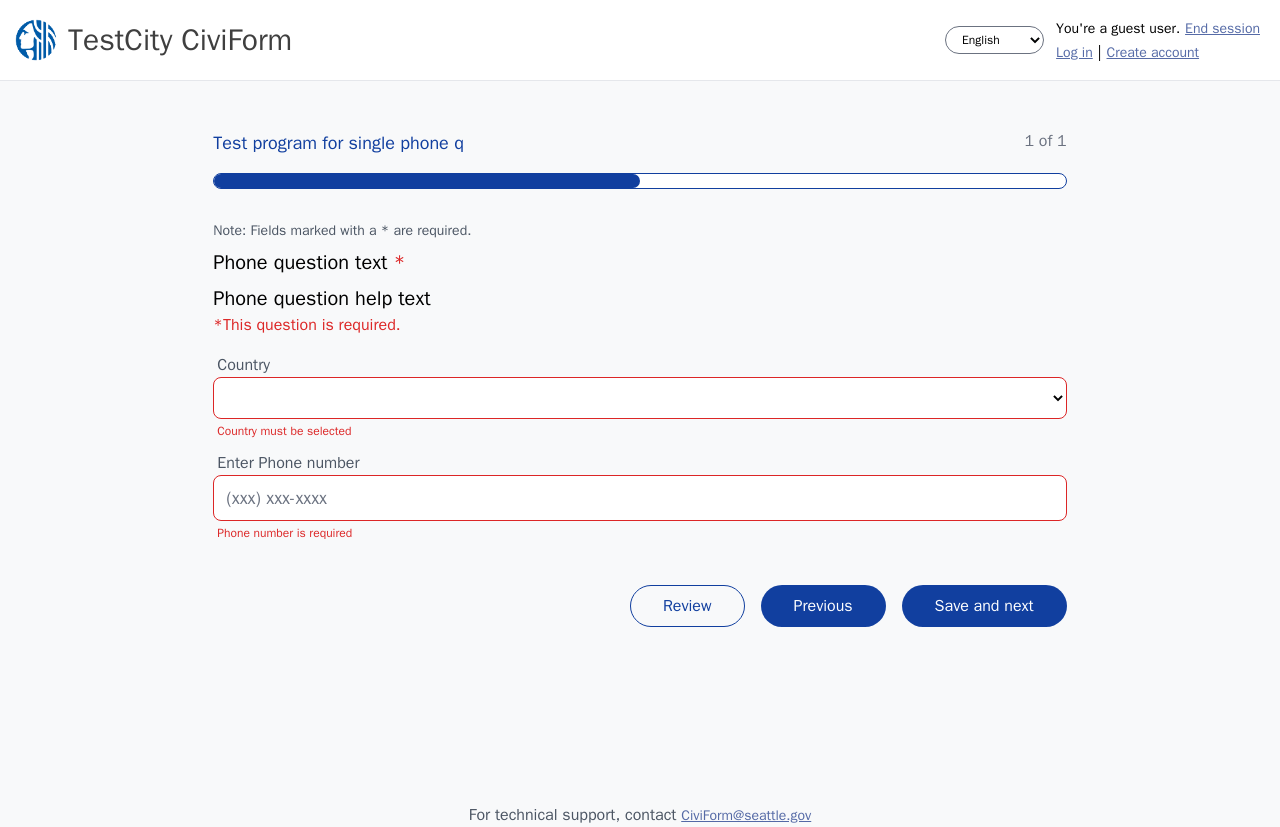 TestCity CiviForm
English
You're a guest user. End session
Log in | Create account
Test program for single phone q
1 of 1
Note: Fields marked with a * are required.
Phone question text *
Phone question help text
*This question is required.
Country
Country must be selected
Enter Phone number
(xxx) xxx-xxxx
Phone number is required
Review
Previous
Save and next
For technical support, contact CiviForm@seattle.gov